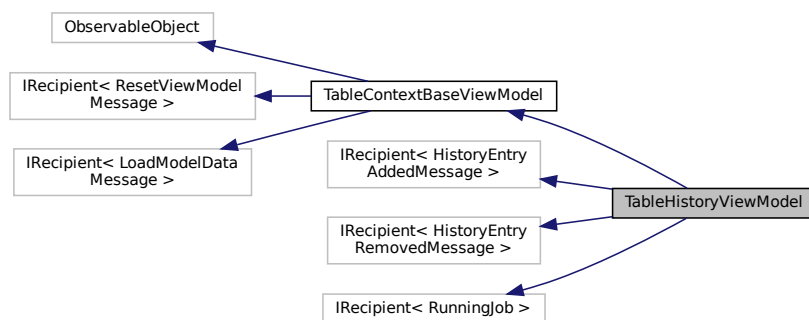 ObservableObject
IRecipient< ResetViewModel
Message >
TableContextBaseViewModel
IRecipient< LoadModelData
Message >
IRecipient< HistoryEntry
AddedMessage >
TableHistoryViewModel
IRecipient< HistoryEntry
RemovedMessage >
IRecipient< RunningJob >